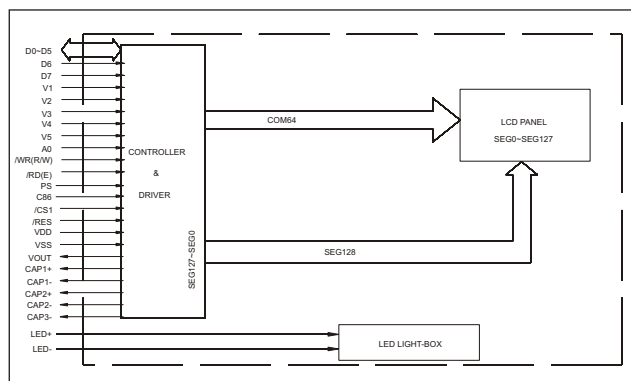 D0~D5
D6
D7
V1
V2
V3
V4
V5
A0
/WR(R/W)
/RD(E)
PS
C86
/CS1
/RES
VDD
VSS
VOUT
CAP1+
CAP1-
CAP2+
CAP2-
CAP3-
LED+
LED-
CONTROLLER
&
DRIVER
SEG127~SEG0
COM64
SEG128
LCD PANEL
SEG0~SEG127
LED LIGHT-BOX